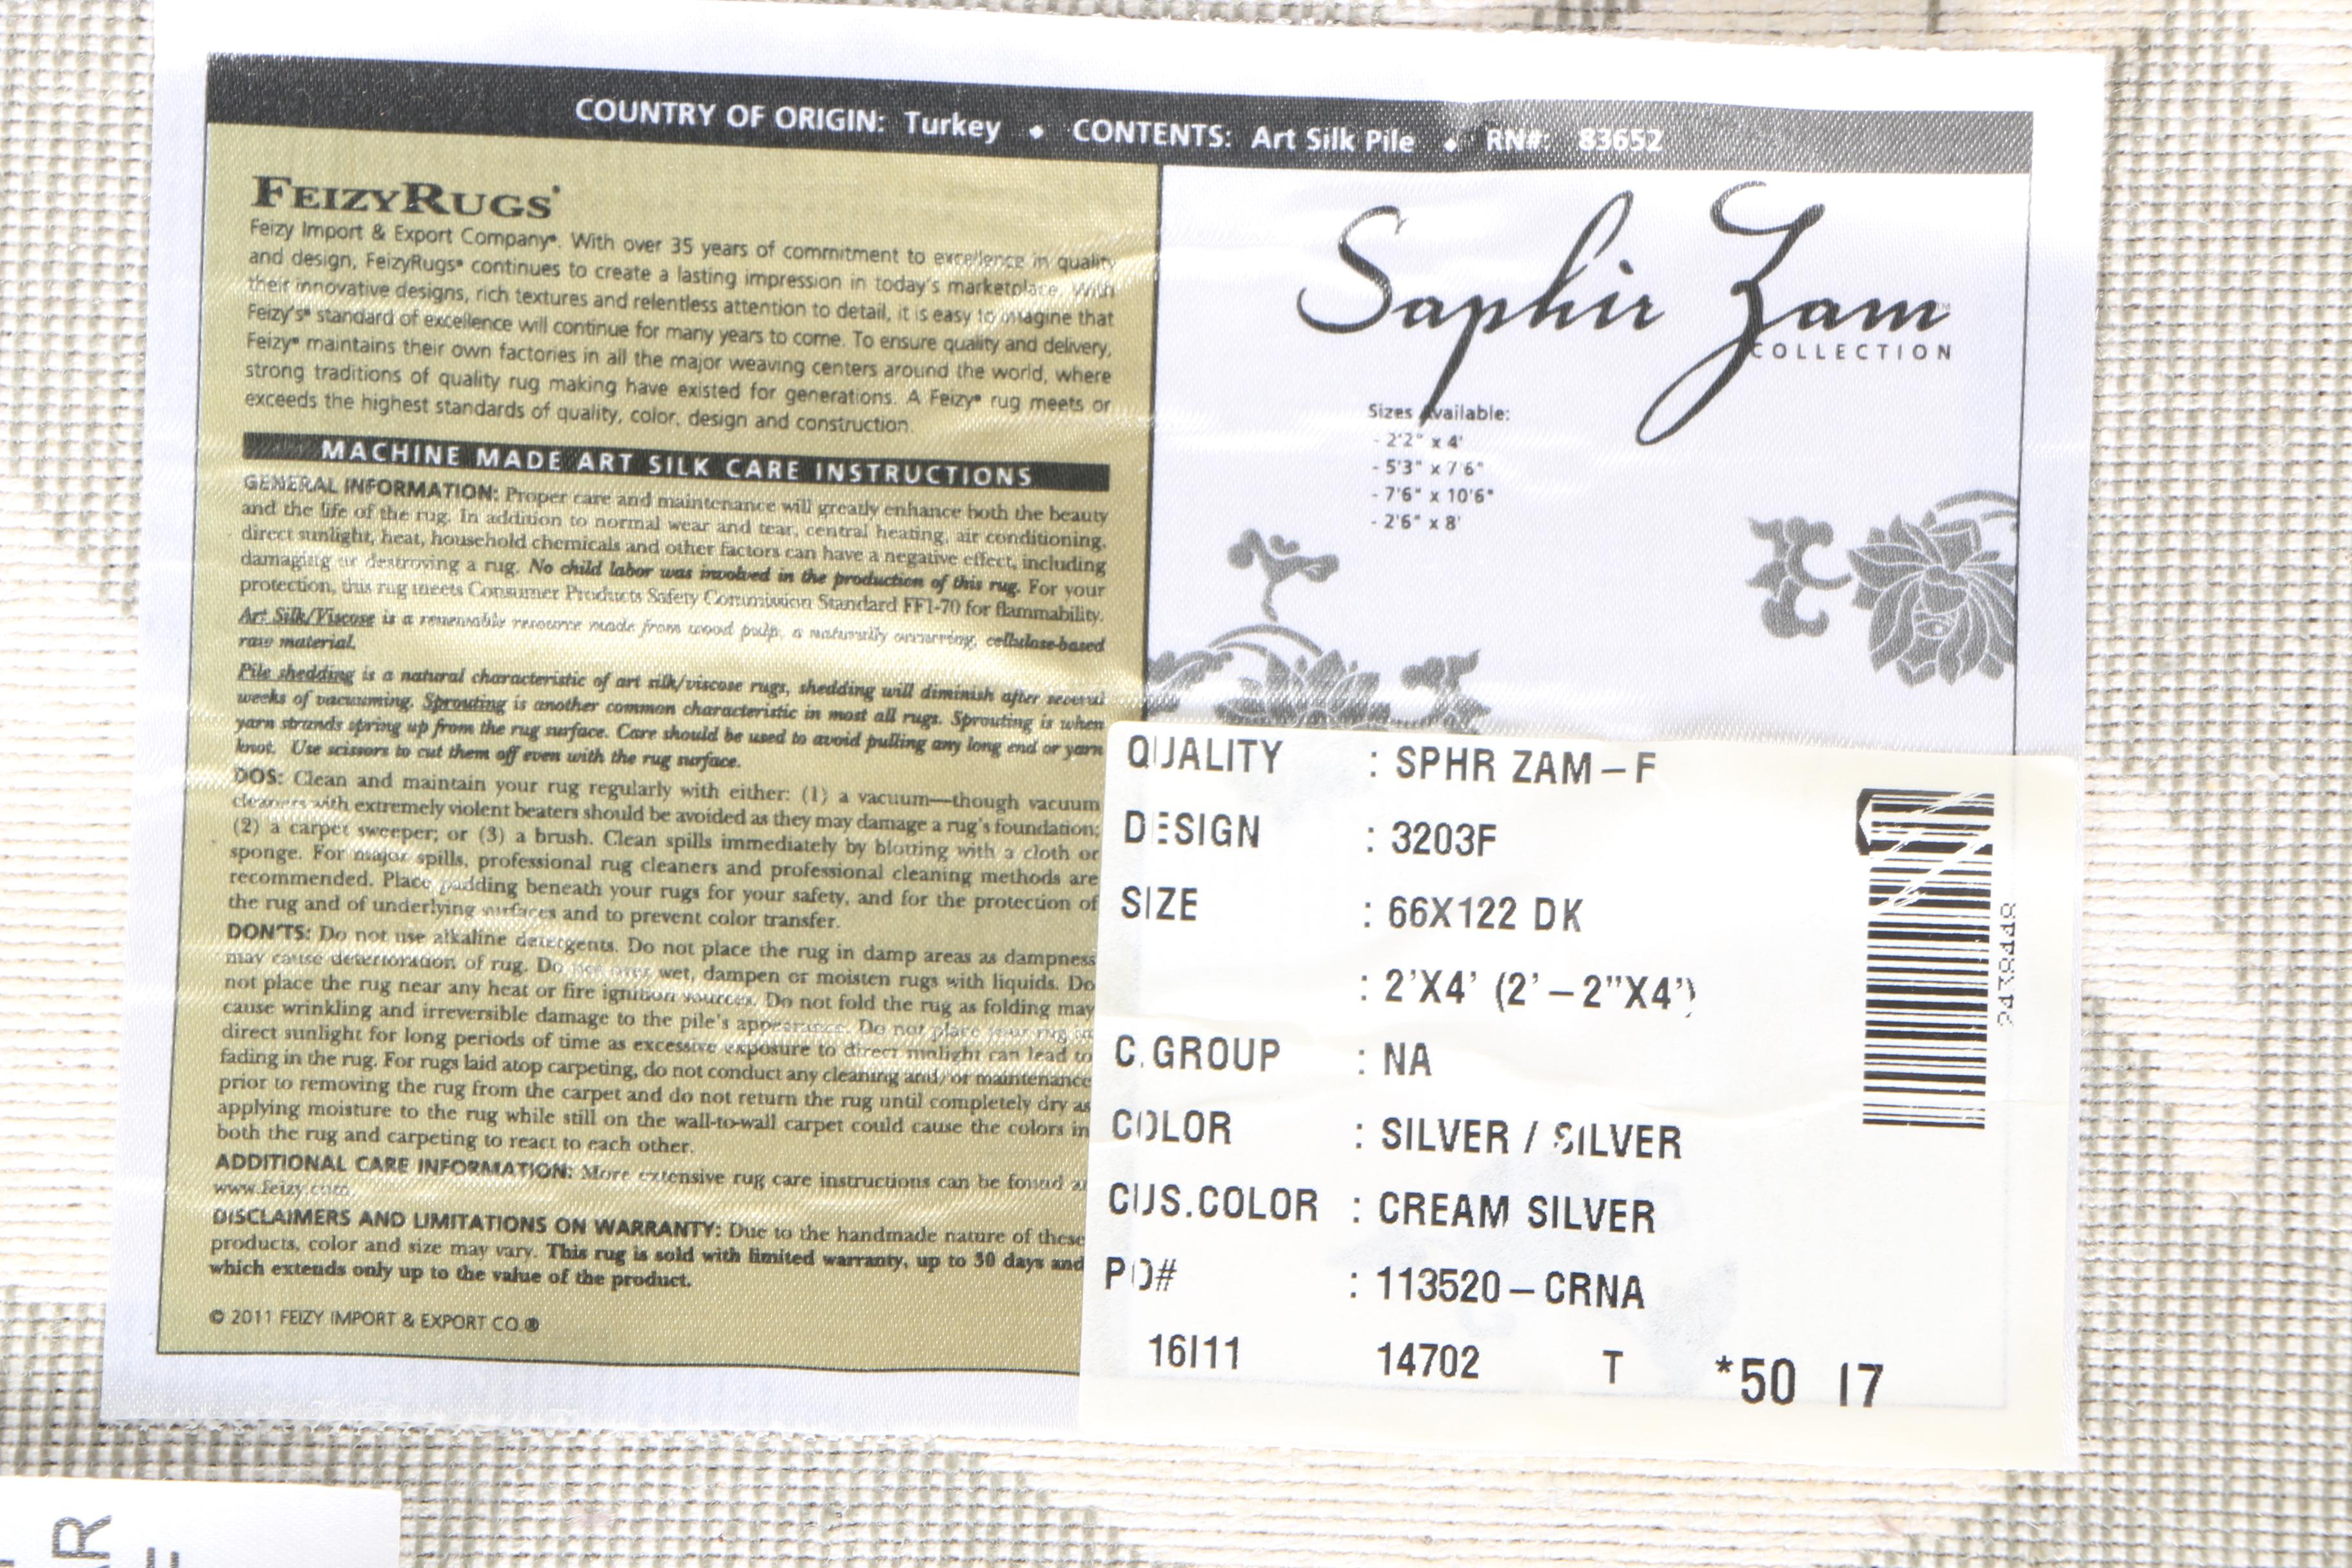 COUNTRY OF ORIGIN: Turkey ◆ CONTENTS: Art Silk Pile ◆ RN#: 83652
FEIZYRUGS
Feizy Import & Export Company®. With over 35 years of commitment to excellence in quality
and design, FeizyRugs® continues to create a lasting impression in today's marketplace. With
their innovative designs, rich textures and relentless attention to detail, it is easy to imagine that
Feizy's® standard of excellence will continue for many years to come. To ensure quality and delivery,
Feizy® maintains their own factories in all the major weaving centers around the world, where
strong traditions of quality rug making have existed for generations. A Feizy® rug meets or
exceeds the highest standards of quality, color, design and construction.
MACHINE MADE ART SILK CARE INSTRUCTIONS
GENERAL INFORMATION: Proper care and maintenance will greatly enhance both the beauty
and the life of the rug. In addition to normal wear and tear, central heating, air conditioning,
direct sunlight, heat, household chemicals and other factors can have a negative effect, including
damaging or destroying a rug. No child labor was involved in the production of this rug. For your
protection, this rug meets Consumer Products Safety Commission Standard FF1-70 for flammability.
Art Silk/Viscose is a renewable resource made from wood pulp, a naturally occurring, cellulose-based
raw material.
Pile shedding is a natural characteristic of art silk/viscose rugs, shedding will diminish after several
weeks of vacuuming. Sprouting is another common characteristic in most all rugs. Sprouting is when
yarn strands spring up from the rug surface. Care should be used to avoid pulling any long end or yarn
knot. Use scissors to cut them off even with the rug surface.
DOS: Clean and maintain your rug regularly with either: (1) a vacuum—though vacuum
cleaners with extremely violent beaters should be avoided as they may damage a rug's foundation;
(2) a carpet sweeper; or (3) a brush. Clean spills immediately by blotting with a cloth or
sponge. For major spills, professional rug cleaners and professional cleaning methods are
recommended. Place padding beneath your rugs for your safety, and for the protection of
the rug and of underlying surfaces and to prevent color transfer.
DON'TS: Do not use alkaline detergents. Do not place the rug in damp areas as dampness
may cause deterioration of rug. Do not over wet, dampen or moisten rugs with liquids. Do
not place the rug near any heat or fire ignition sources. Do not fold the rug as folding may
cause wrinkling and irreversible damage to the pile's appearance. Do not place your rug in
direct sunlight for long periods of time as excessive exposure to direct sunlight can lead to
fading in the rug. For rugs laid atop carpeting, do not conduct any cleaning and/or maintenance
prior to removing the rug from the carpet and do not return the rug until completely dry as
applying moisture to the rug while still on the wall-to-wall carpet could cause the colors in
both the rug and carpeting to react to each other.
ADDITIONAL CARE INFORMATION: More extensive rug care instructions can be found at
www.feizy.com.
DISCLAIMERS AND LIMITATIONS ON WARRANTY: Due to the handmade nature of these
products, color and size may vary. This rug is sold with limited warranty, up to 30 days and
which extends only up to the value of the product.
© 2011 FEIZY IMPORT & EXPORT CO.®
Saphir Zam™
COLLECTION
Sizes Available:
- 2'2" x 4'
- 5'3" x 7'6"
- 7'6" x 10'6"
- 2'6" x 8'
QUALITY : SPHR ZAM-F
DESIGN : 3203F
SIZE : 66X122 DK
: 2'X4' (2'-2"X4')
C.GROUP : NA
COLOR : SILVER / SILVER
CUS.COLOR : CREAM SILVER
PO# : 113520-CRNA
16I11 14702 T *50 17